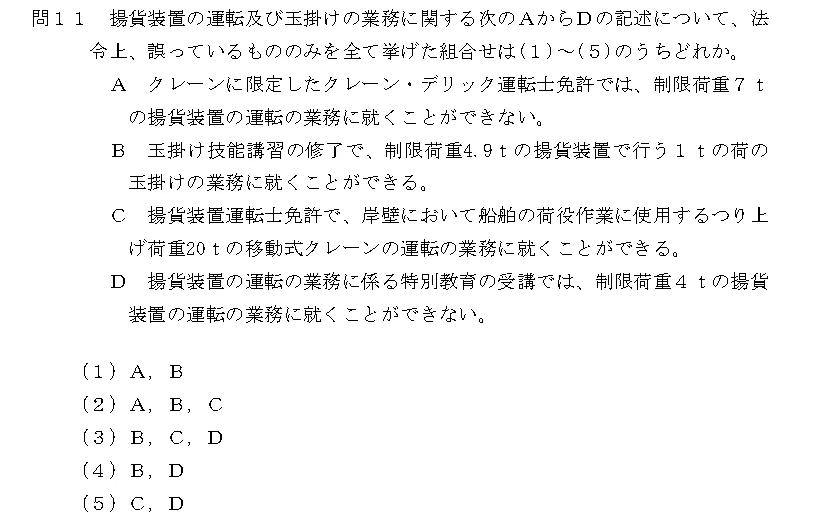 問１１　揚貨装置の運転及び玉掛けの業務に関する次のＡからＤの記述について、法
令上、誤っているもののみを全て挙げた組合せは(１)～(５)のうちどれか。
Ａ　クレーンに限定したクレーン・デリック運転士免許では、制限荷重７ｔ
の揚貨装置の運転の業務に就くことができない。
Ｂ　玉掛け技能講習の修了で、制限荷重4.9ｔの揚貨装置で行う１ｔの荷の
玉掛けの業務に就くことができる。
Ｃ　揚貨装置運転士免許で、岸壁において船舶の荷役作業に使用するつり上
げ荷重20ｔの移動式クレーンの運転の業務に就くことができる。
Ｄ　揚貨装置の運転の業務に係る特別教育の受講では、制限荷重４ｔの揚貨
装置の運転の業務に就くことができない。
(１) Ａ，Ｂ
(２) Ａ，Ｂ，Ｃ
(３) Ｂ，Ｃ，Ｄ
(４) Ｂ，Ｄ
(５) Ｃ，Ｄ